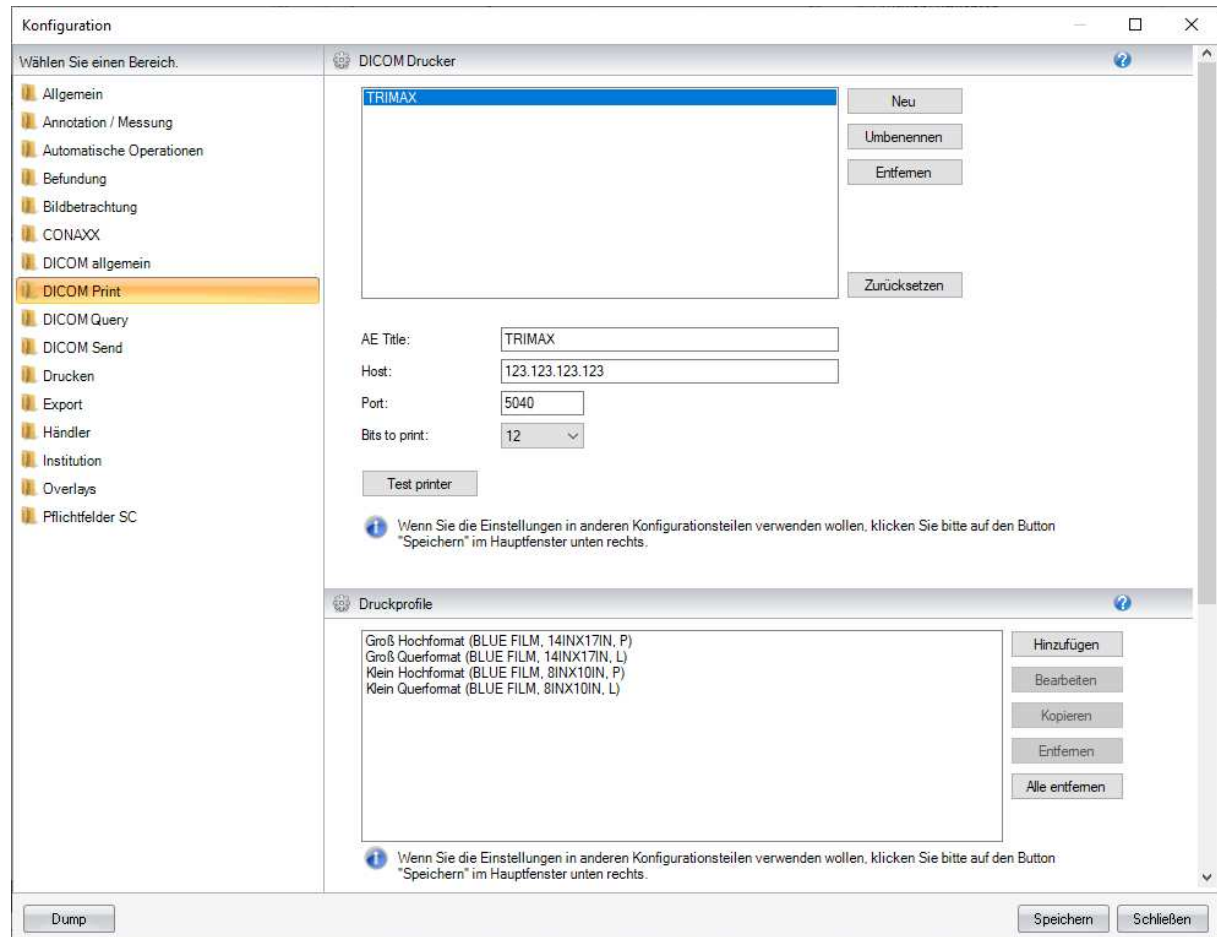 Konfiguration
Wählen Sie einen Bereich.
Allgemein
Annotation / Messung
Automatische Operationen
Befundung
Bildbetrachtung
CONAXX
DICOM allgemein
DICOM Print
DICOM Query
DICOM Send
Drucken
Export
Händler
Institution
Overlays
Pflichtfelder SC
DICOM Drucker
TRIMAX
Neu
Umbenennen
Entfernen
Zurücksetzen
AE Title: TRIMAX
Host: 123.123.123.123
Port: 5040
Bits to print: 12
Test printer
Wenn Sie die Einstellungen in anderen Konfigurationsteilen verwenden wollen, klicken Sie bitte auf den Button
"Speichern" im Hauptfenster unten rechts.
Druckprofile
Groß Hochformat (BLUE FILM, 14INX17IN, P)
Groß Querformat (BLUE FILM, 14INX17IN, L)
Klein Hochformat (BLUE FILM, 8INX10IN, P)
Klein Querformat (BLUE FILM, 8INX10IN, L)
Hinzufügen
Bearbeiten
Kopieren
Entfernen
Alle entfernen
Wenn Sie die Einstellungen in anderen Konfigurationsteilen verwenden wollen, klicken Sie bitte auf den Button
"Speichern" im Hauptfenster unten rechts.
Dump
Speichern
Schließen